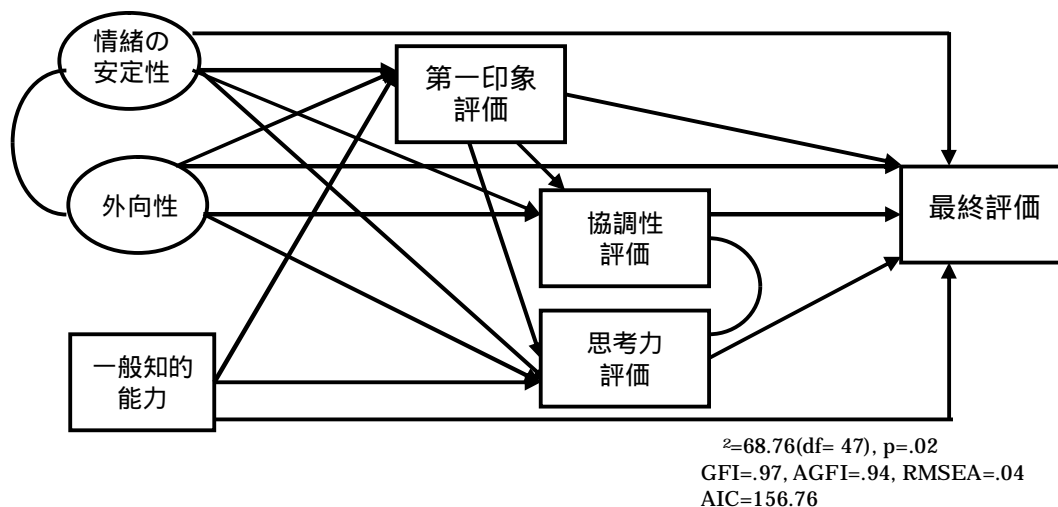 情緒の
安定性
第一印象
評価
外向性
協調性
評価
最終評価
一般知的
能力
思考力
評価
²=68.76(df= 47), p=.02
GFI=.97, AGFI=.94, RMSEA=.04
AIC=156.76